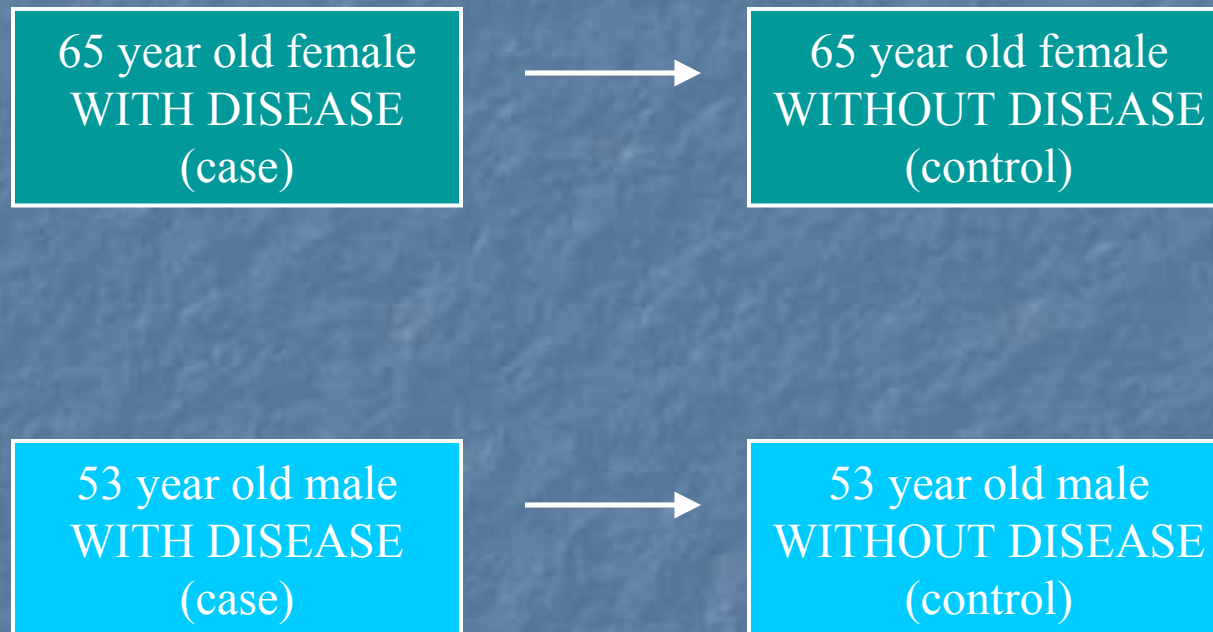 65 year old female
WITH DISEASE
(case)
65 year old female
WITHOUT DISEASE
(control)
53 year old male
WITH DISEASE
(case)
53 year old male
WITHOUT DISEASE
(control)